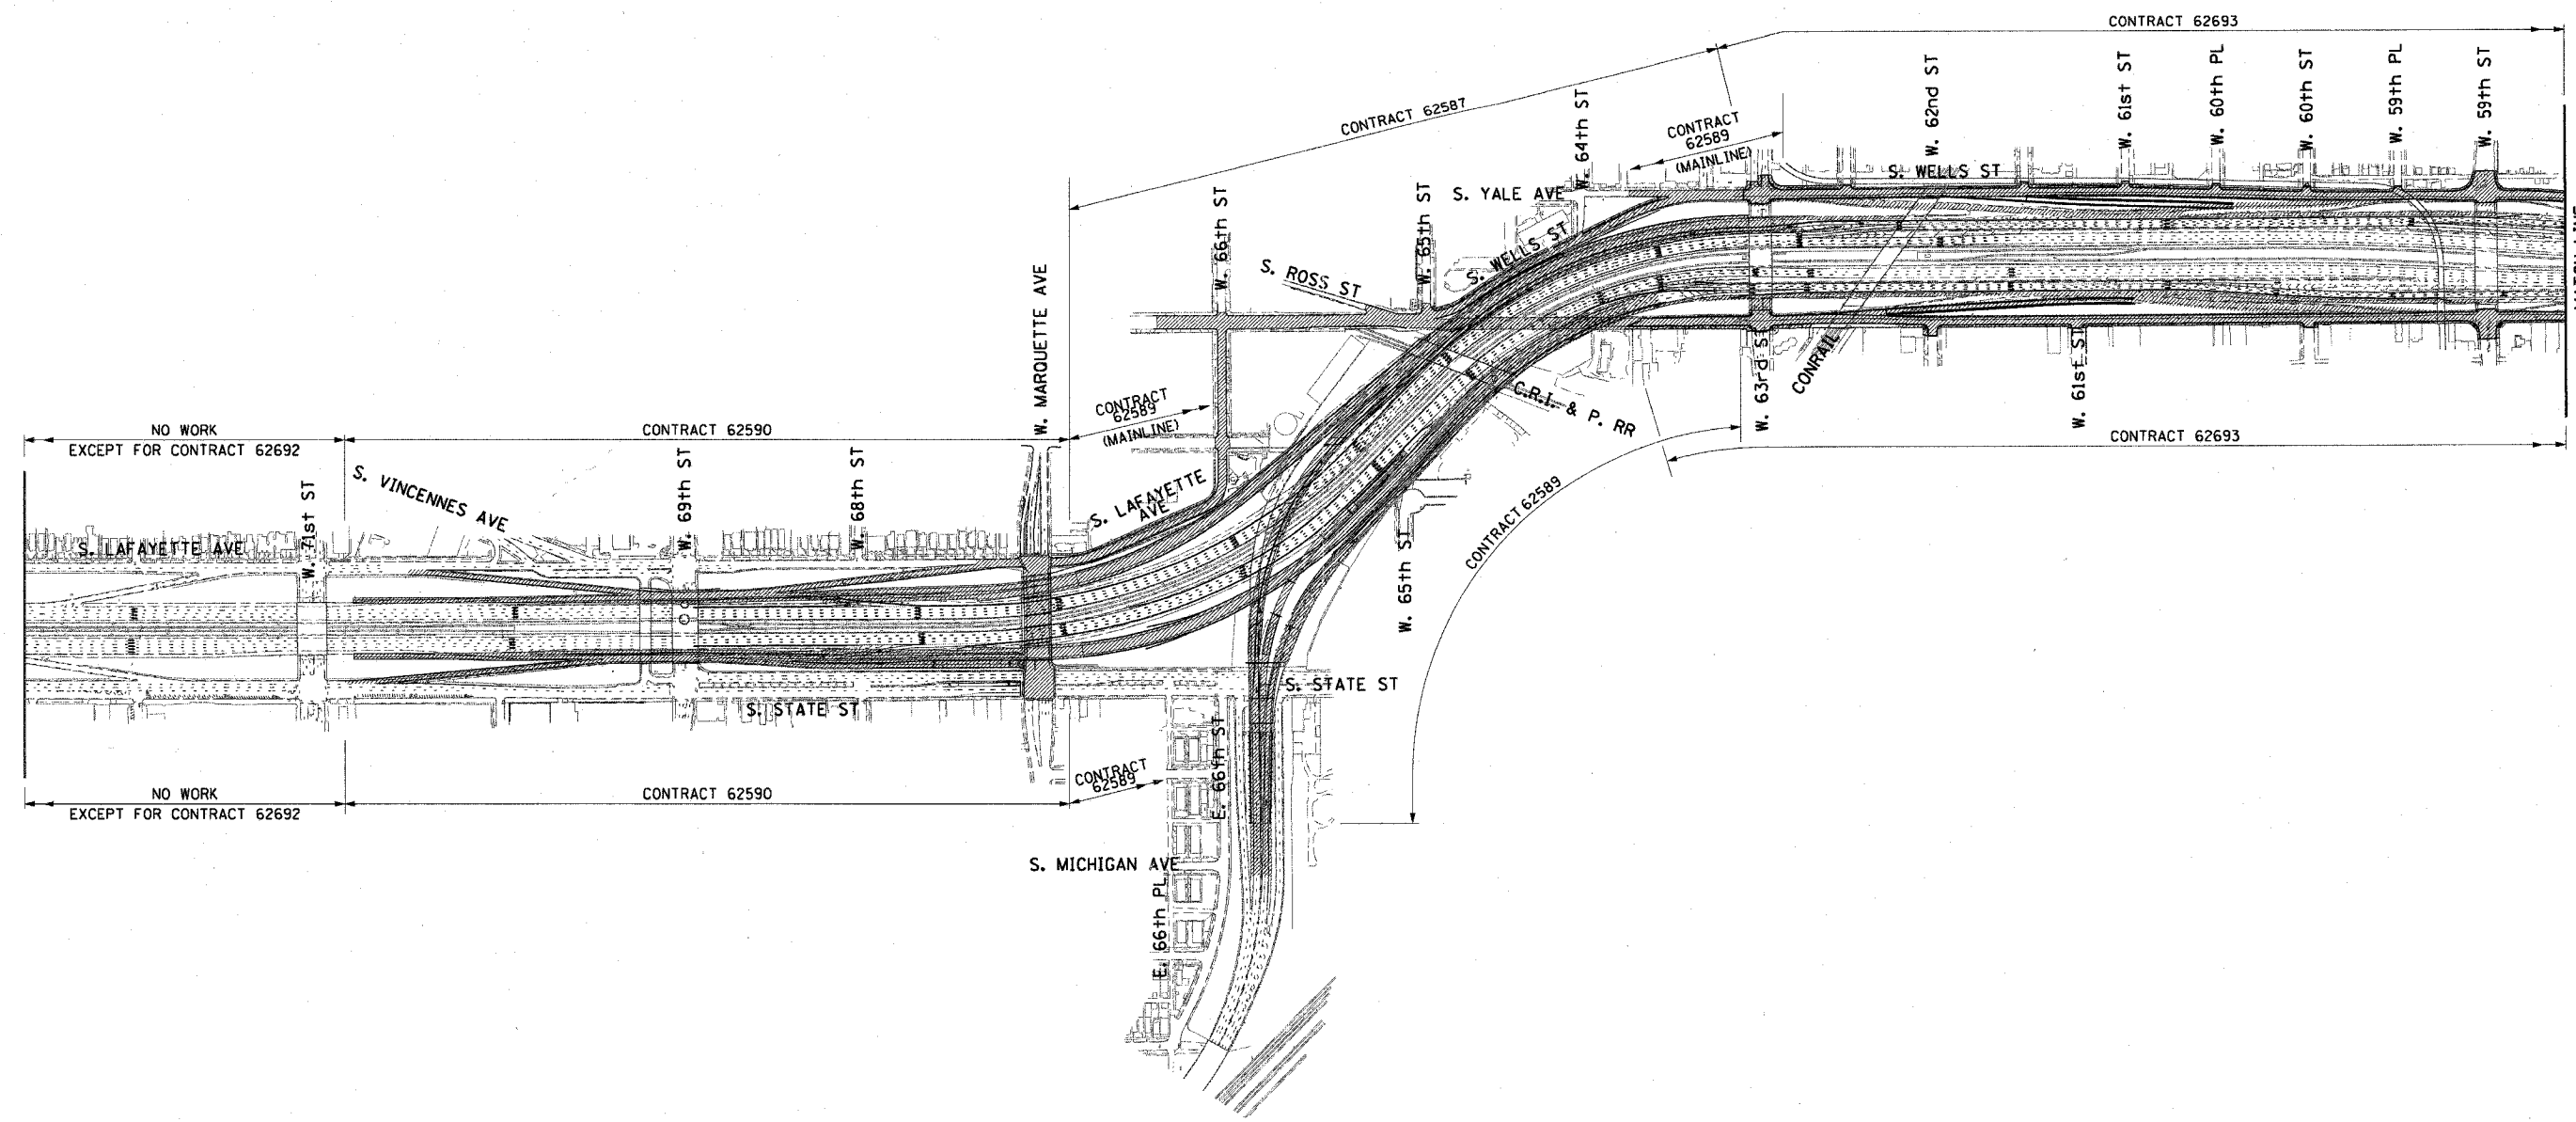 CONTRACT 62693
W. 62nd ST
W. 61st ST
W. 60th PL
W. 60th ST
W. 59th PL
W. 59th ST
CONTRACT 62587
W. 64th ST
CONTRACT
62589
(MAINLINE)
S. WELLS ST
S. YALE AVE
W. 66th ST
W. 65th ST
S. WELLS ST
S. ROSS ST
W. MARQUETTE AVE
W. 63rd ST
CONRAIL
W. 61st ST
C.R.I. & P. RR
CONTRACT
62589
(MAINLINE)
NO WORK
EXCEPT FOR CONTRACT 62692
CONTRACT 62590
CONTRACT 62693
S. VINCENNES AVE
W. 71st ST
W. 69th ST
W. 68th ST
S. LAFAYETTE
AVE
CONTRACT 62589
S. LAFAYETTE AVE
W. 65th ST
S. STATE ST
S. STATE ST
E. 66th ST
CONTRACT
62589
NO WORK
EXCEPT FOR CONTRACT 62692
CONTRACT 62590
S. MICHIGAN AVE
E. 66th PL